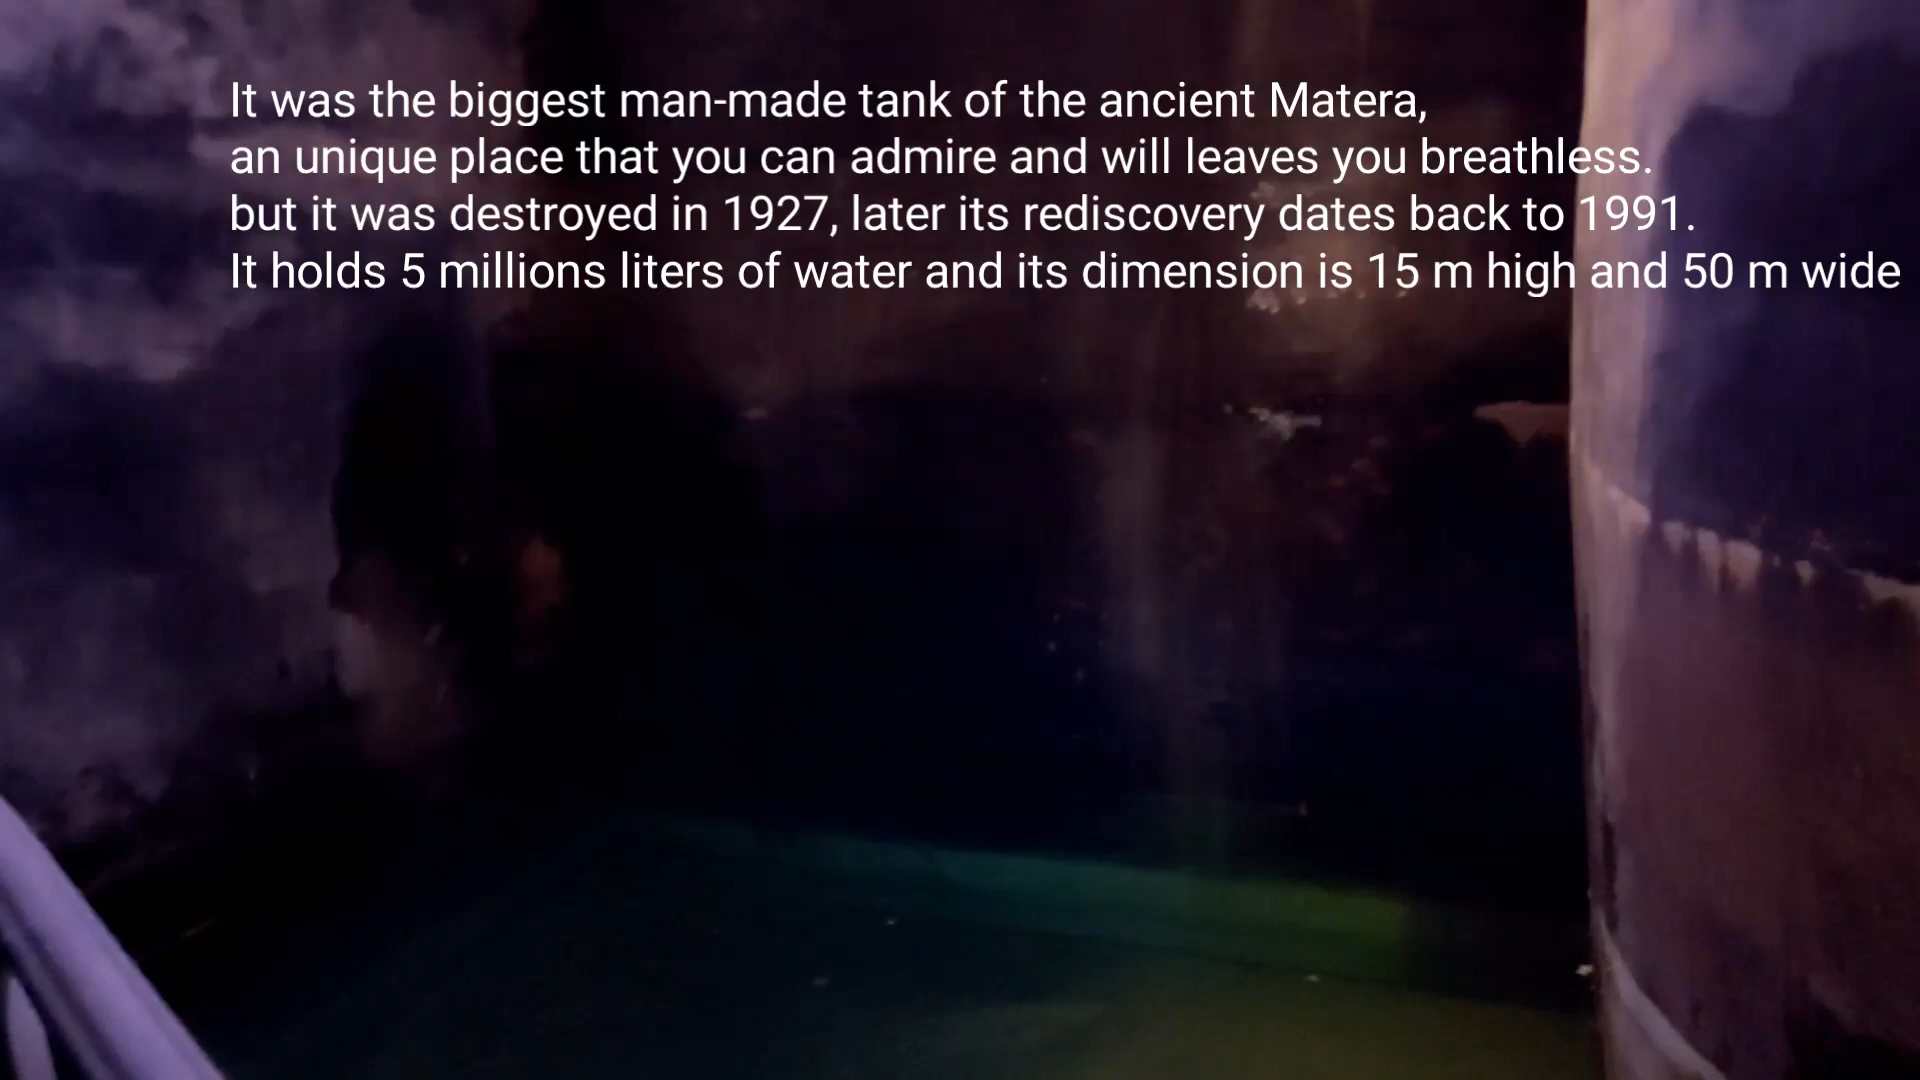 It was the biggest man-made tank of the ancient Matera,
an unique place that you can admire and will leaves you breathless.
but it was destroyed in 1927, later its rediscovery dates back to 1991.
It holds 5 millions liters of water and its dimension is 15 m high and 50 m wide